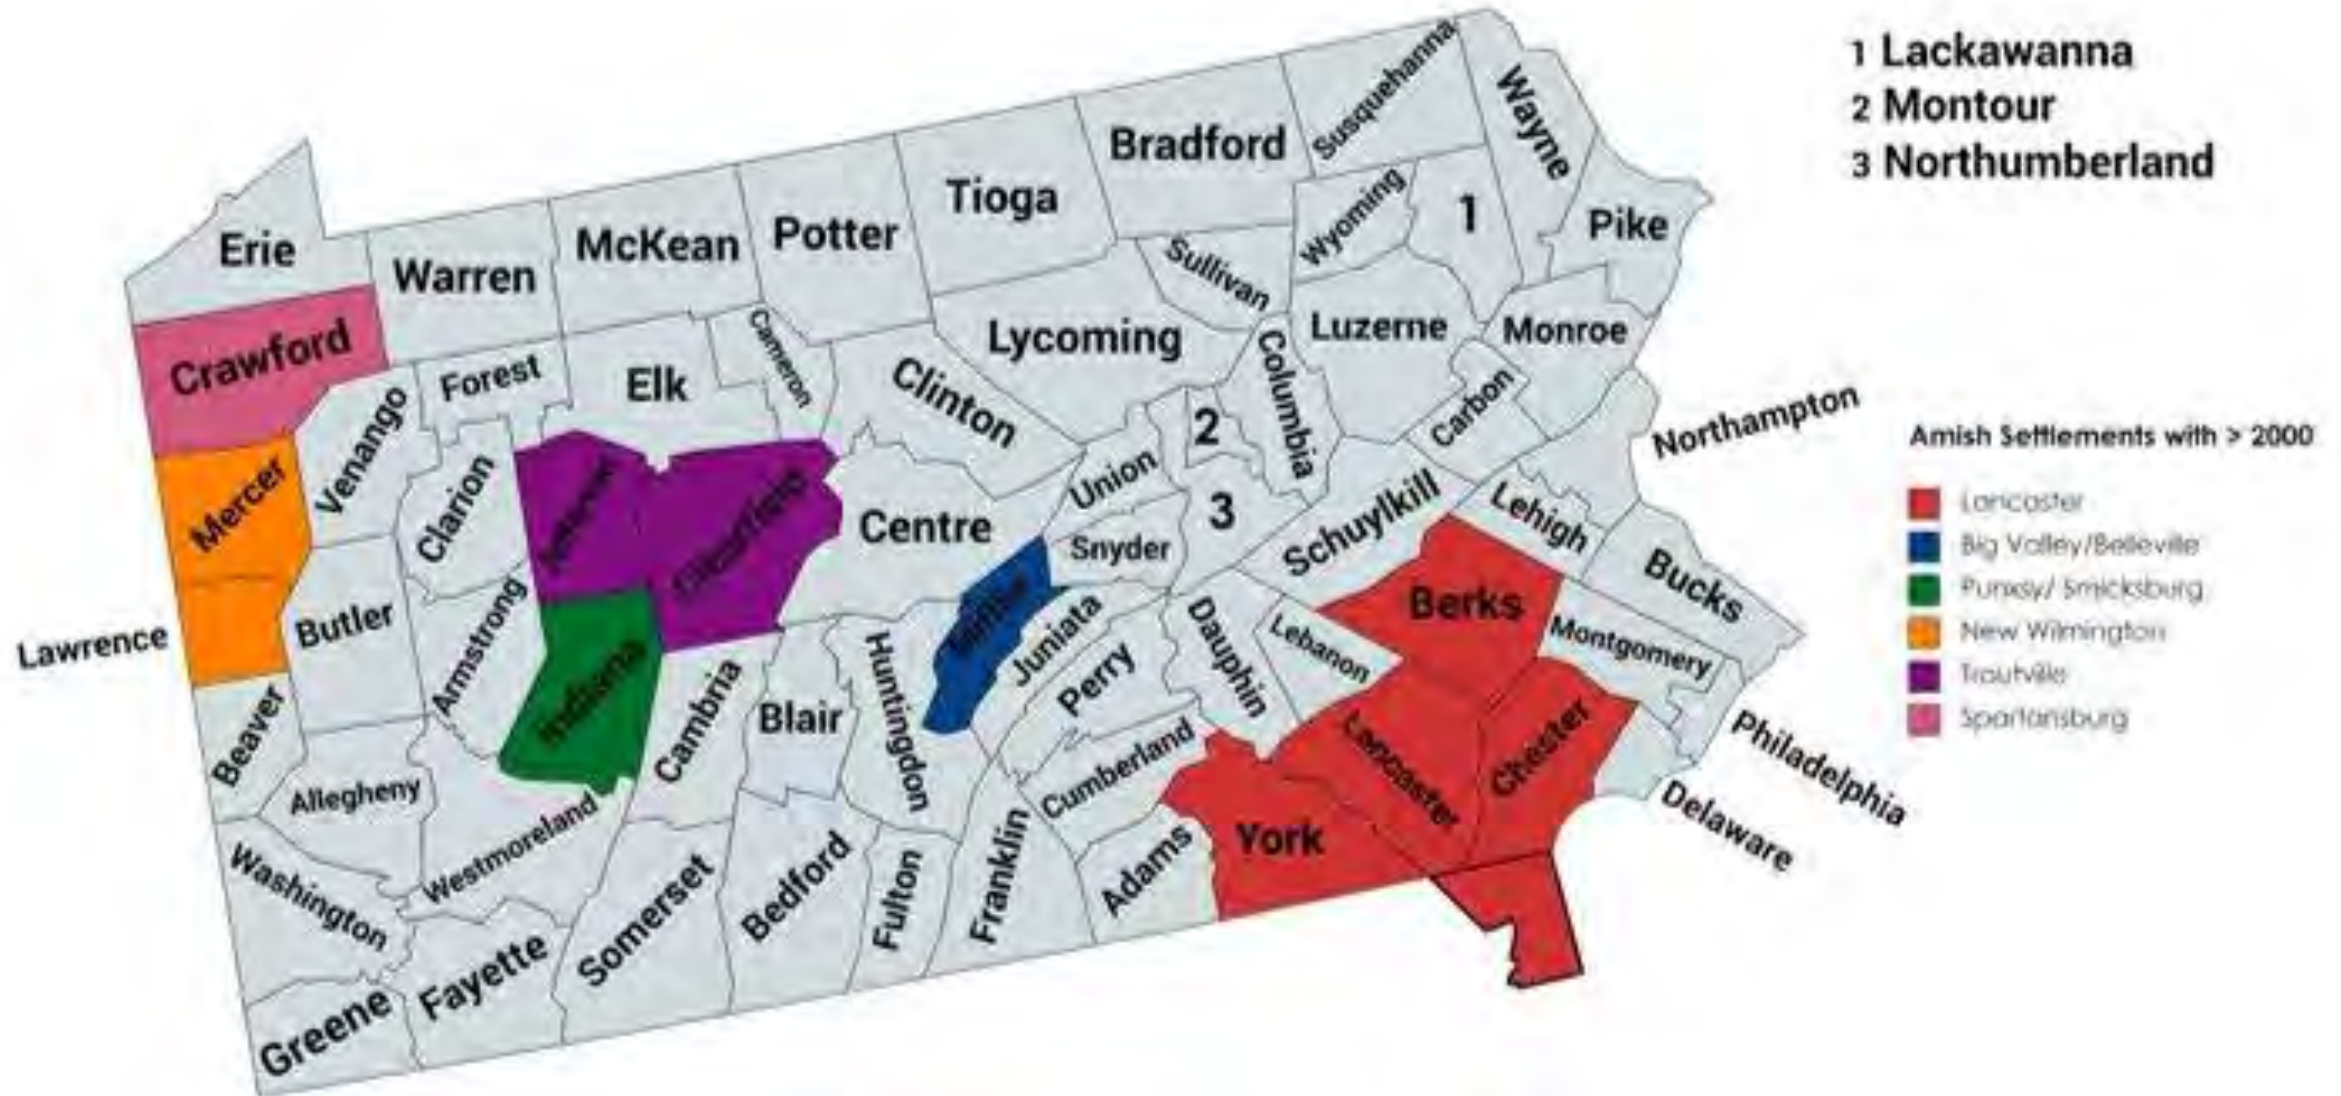 1 Lackawanna
2 Montour
3 Northumberland
Susquehanna
Wayne
Bradford
Tioga
Wyoming
1
Pike
Erie
Warren
McKean
Potter
Sullivan
Crawford
Forest
Elk
Cameron
Clinton
Lycoming
Columbia
Luzerne
Monroe
Carbon
Northampton
Mercer
Venango
Clarion
Jefferson
Clearfield
Centre
Union
2
3
Snyder
Schuylkill
Lehigh
Bucks
Lawrence
Butler
Armstrong
Indiana
Cambria
Blair
Huntingdon
Mifflin
Juniata
Perry
Dauphin
Lebanon
Berks
Montgomery
Philadelphia
Delaware
Beaver
Allegheny
Westmoreland
Cumberland
York
Lancaster
Chester
Washington
Greene
Fayette
Somerset
Bedford
Fulton
Franklin
Adams
Amish Settlements with > 2000
Lancaster
Big Valley/Belleville
Punxsy/ Smicksburg
New Wilmington
Troutville
Spartansburg